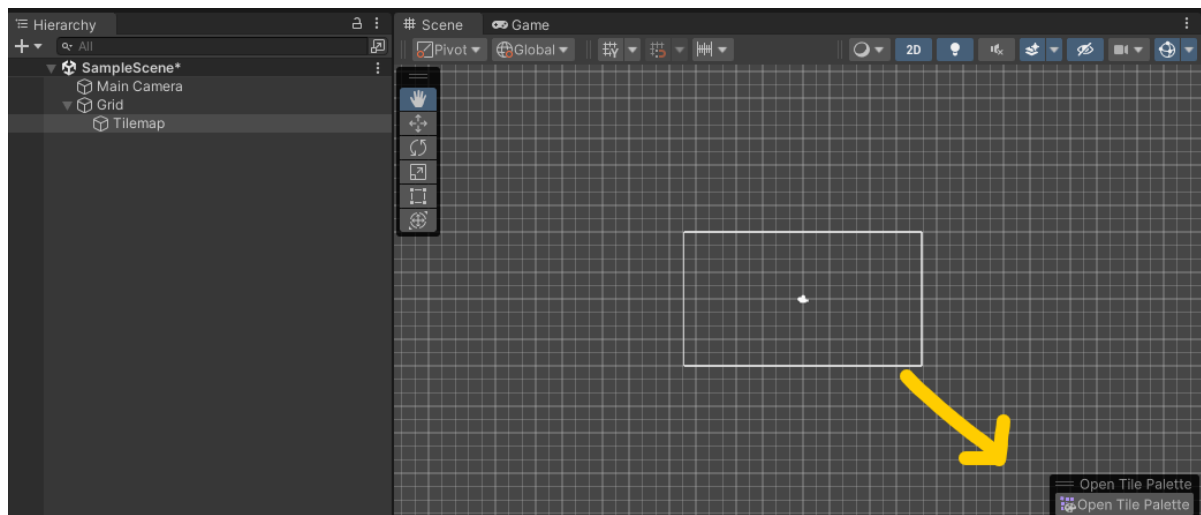 Hierarchy
All
SampleScene*
Main Camera
Grid
Tilemap
Scene
Game
Pivot
Global
2D
Open Tile Palette
Open Tile Palette